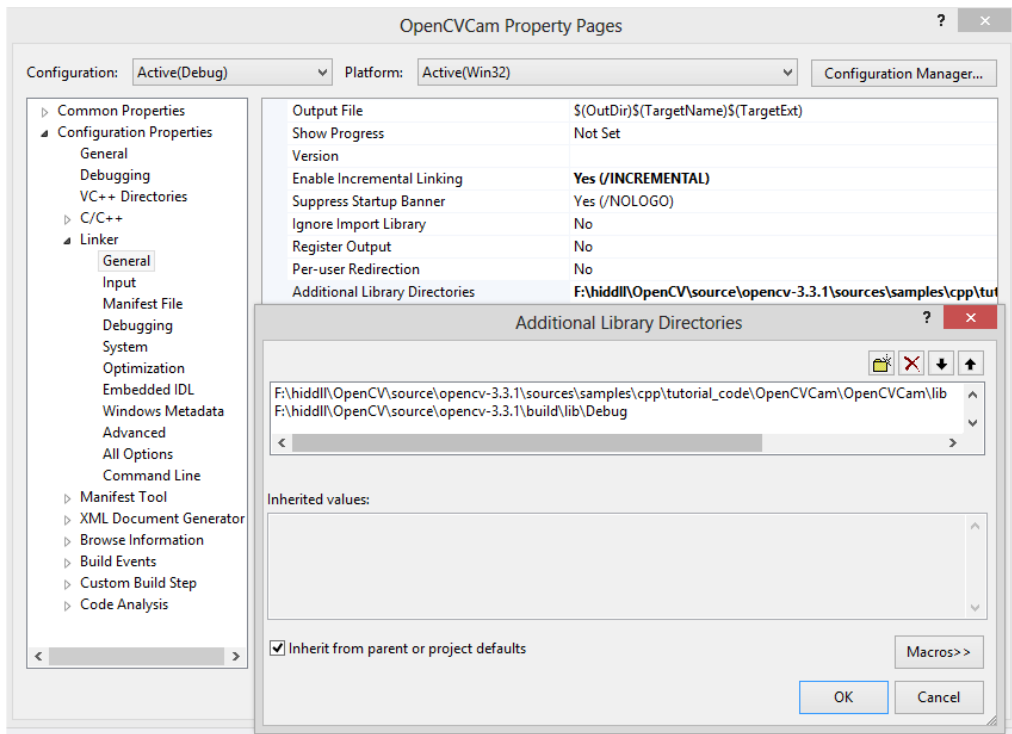 OpenCVCam Property Pages
? ×
Configuration: Active(Debug) Platform: Active(Win32) Configuration Manager...
Common Properties
Configuration Properties
General
Debugging
VC++ Directories
C/C++
Linker
General
Input
Manifest File
Debugging
System
Optimization
Embedded IDL
Windows Metadata
Advanced
All Options
Command Line
Manifest Tool
XML Document Generator
Browse Information
Build Events
Custom Build Step
Code Analysis
Output File $(OutDir)$(TargetName)$(TargetExt)
Show Progress Not Set
Version
Enable Incremental Linking Yes (/INCREMENTAL)
Suppress Startup Banner Yes (/NOLOGO)
Ignore Import Library No
Register Output No
Per-user Redirection No
Additional Library Directories F:\hiddll\OpenCV\source\opencv-3.3.1\sources\samples\cpp\tut
Additional Library Directories
? ×
F:\hiddll\OpenCV\source\opencv-3.3.1\sources\samples\cpp\tutorial_code\OpenCVCam\OpenCVCam\lib
F:\hiddll\OpenCV\source\opencv-3.3.1\build\lib\Debug
Inherited values:
Inherit from parent or project defaults
Macros>>
OK Cancel